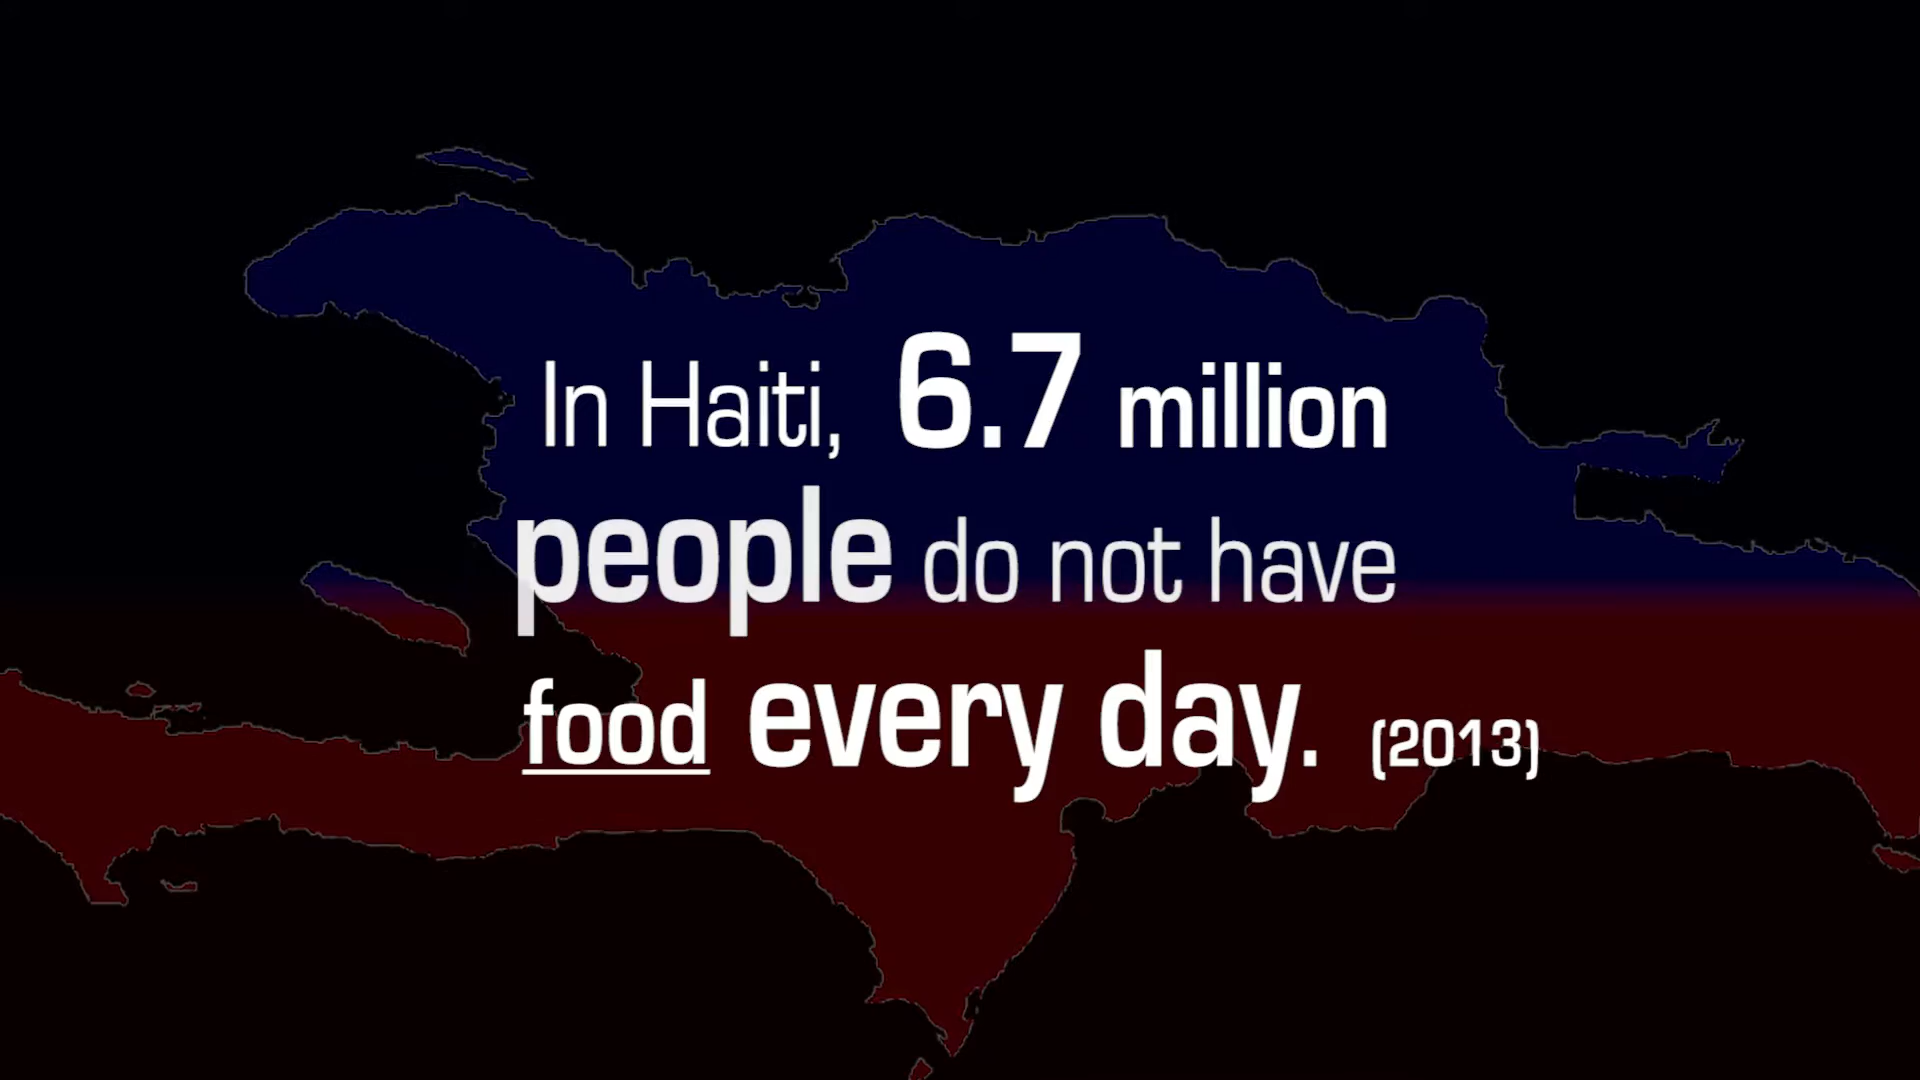 In Haiti, 6.7 million
people do not have
food every day. (2013)